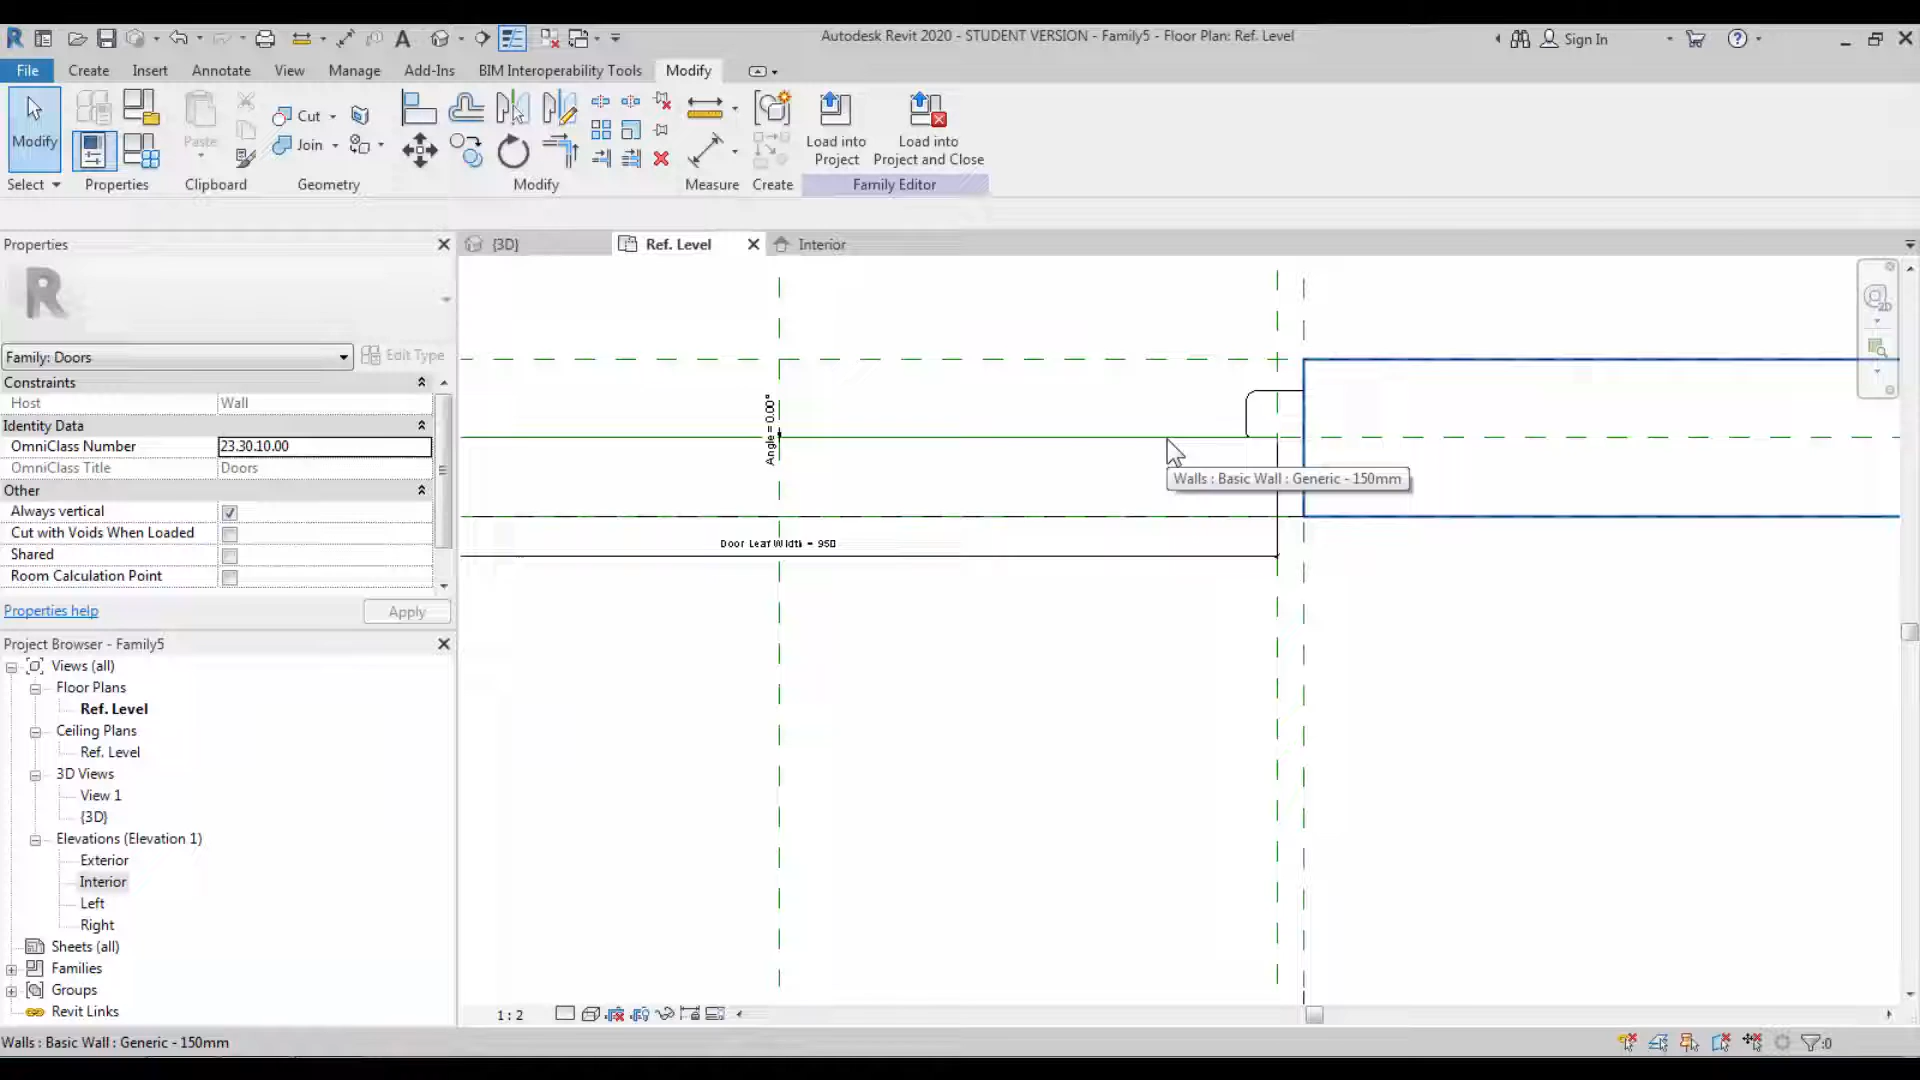 Autodesk Revit 2020 - STUDENT VERSION - Family5 - Floor Plan: Ref. Level
Sign In
File Create Insert Annotate View Manage Add-Ins BIM Interoperability Tools Modify
Modify
Paste
Cut
Join
Load into Project
Load into Project and Close
Select Properties Clipboard Geometry Modify Measure Create Family Editor
Properties
{3D}
Ref. Level
Interior
R
Family: Doors
Edit Type
Constraints
Host Wall
Identity Data
OmniClass Number 23.30.10.00
OmniClass Title Doors
Other
Always vertical
Cut with Voids When Loaded
Shared
Room Calculation Point
Properties help
Apply
Project Browser - Family5
Views (all)
Floor Plans
Ref. Level
Ceiling Plans
Ref. Level
3D Views
View 1
{3D}
Elevations (Elevation 1)
Exterior
Interior
Left
Right
Sheets (all)
Families
Groups
Revit Links
Angle = 0.00°
Walls : Basic Wall : Generic - 150mm
Door Leaf Width = 950
2D
1 : 2
Walls : Basic Wall : Generic - 150mm
:0